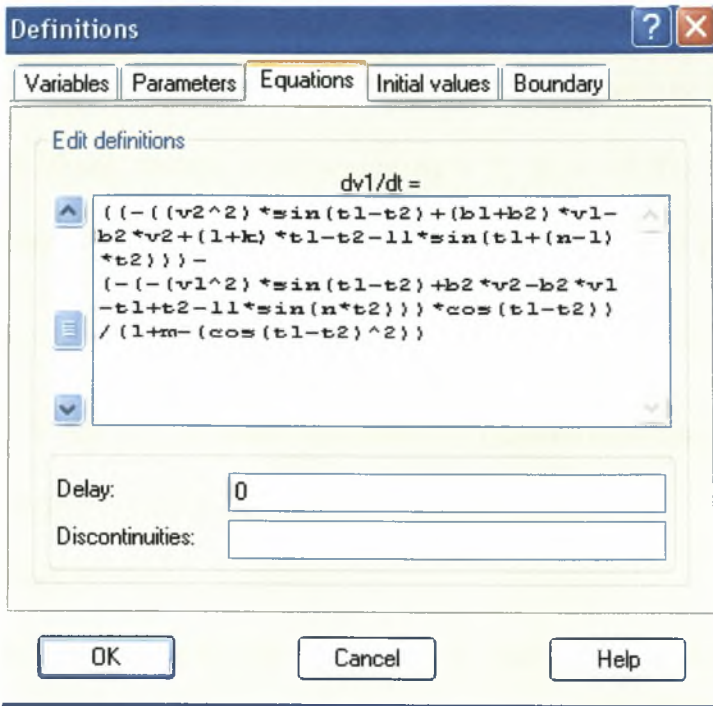 Definitions
Variables Parameters Equations Initial values Boundary
Edit definitions
dv1/dt =
((-((v2^2)*sin(t1-t2)+(b1+b2)*v1-
b2*v2+(1+k)*t1-t2-l1*sin(t1+(n-1)
*t2)))-
(-(-(v1^2)*sin(t1-t2)+b2*v2-b2*v1
-t1+t2-l1*sin(n*t2)))*cos(t1-t2))
/(1+m-(cos(t1-t2)^2))
Delay: 0
Discontinuities:
OK Cancel Help